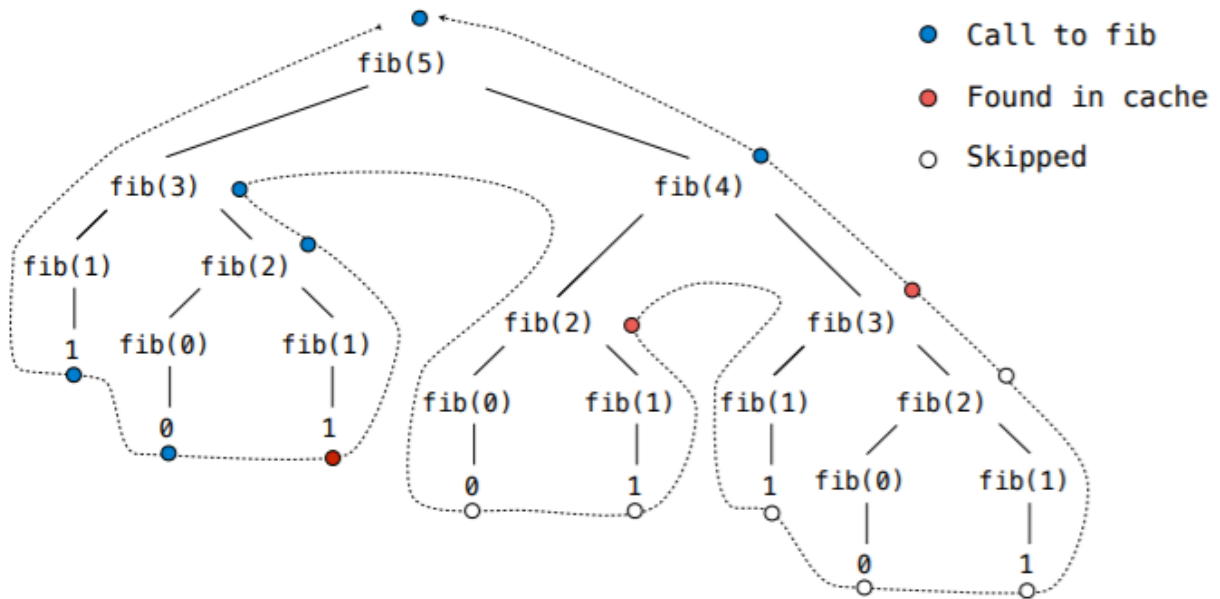 fib(5)
Call to fib
Found in cache
Skipped
fib(3)
fib(4)
fib(1)
fib(2)
fib(2)
fib(3)
1
fib(0)
fib(1)
fib(0)
fib(1)
fib(1)
fib(2)
0
1
0
1
1
fib(0)
fib(1)
0
1